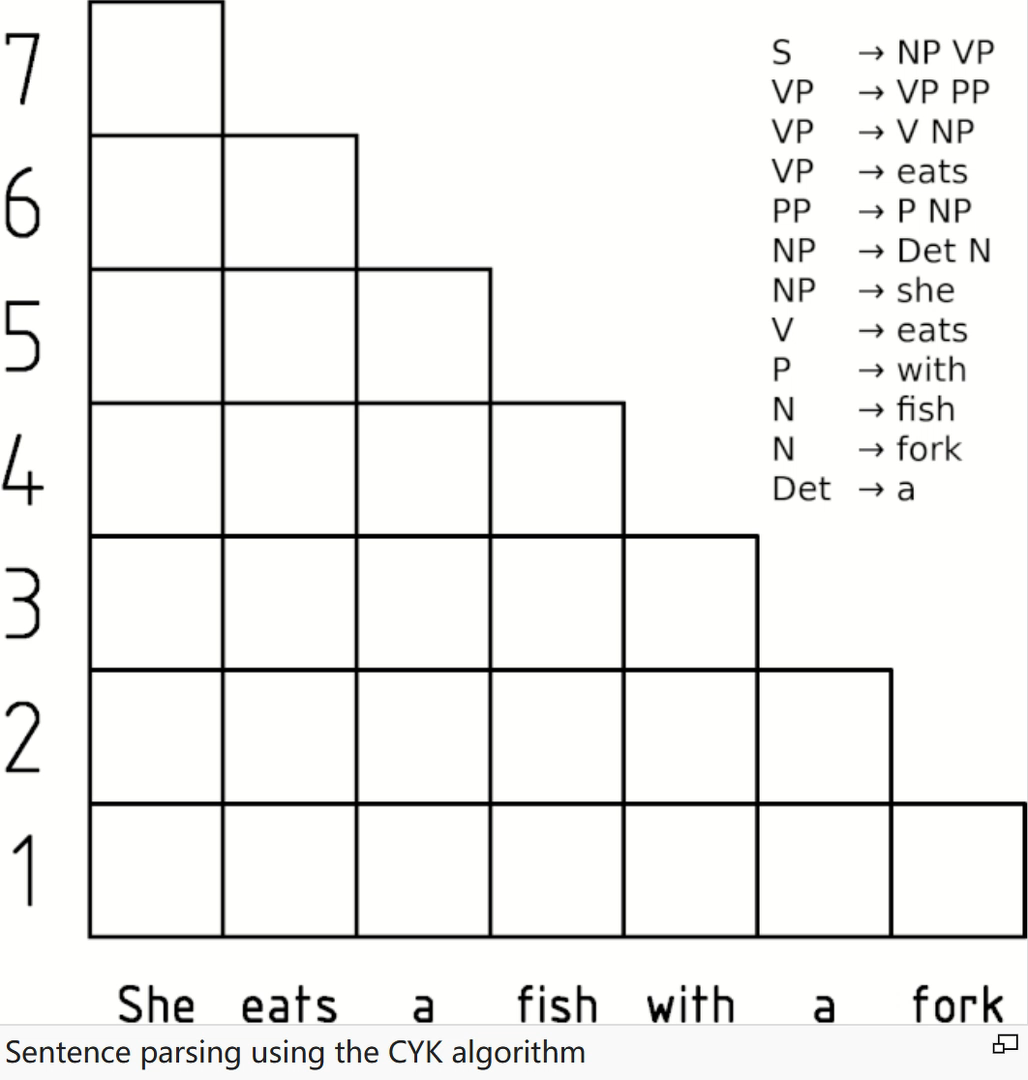 7
6
5
4
3
2
1
S → NP VP
VP → VP PP
VP → V NP
VP → eats
PP → P NP
NP → Det N
NP → she
V → eats
P → with
N → fish
N → fork
Det → a
She eats a fish with a fork
Sentence parsing using the CYK algorithm